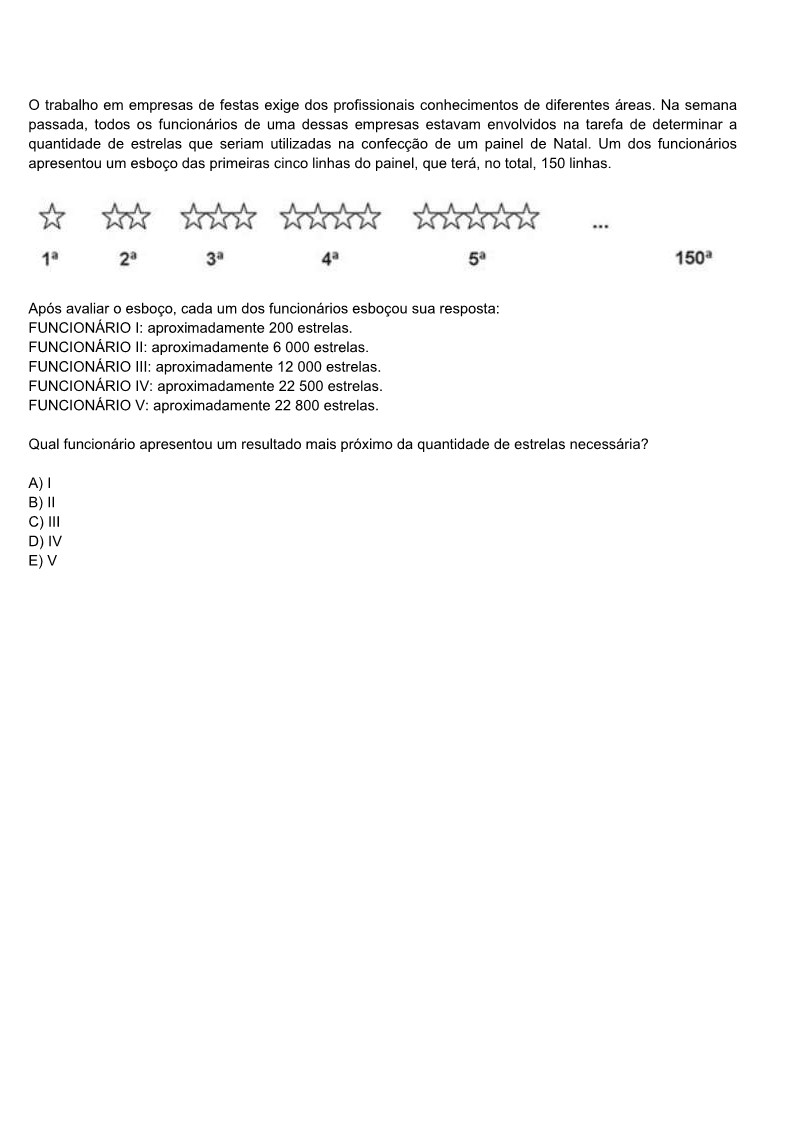 O trabalho em empresas de festas exige dos profissionais conhecimentos de diferentes áreas. Na semana
passada, todos os funcionários de uma dessas empresas estavam envolvidos na tarefa de determinar a
quantidade de estrelas que seriam utilizadas na confecção de um painel de Natal. Um dos funcionários
apresentou um esboço das primeiras cinco linhas do painel, que terá, no total, 150 linhas.
...
1ª 2ª 3ª 4ª 5ª 150ª
Após avaliar o esboço, cada um dos funcionários esboçou sua resposta:
FUNCIONÁRIO I: aproximadamente 200 estrelas.
FUNCIONÁRIO II: aproximadamente 6 000 estrelas.
FUNCIONÁRIO III: aproximadamente 12 000 estrelas.
FUNCIONÁRIO IV: aproximadamente 22 500 estrelas.
FUNCIONÁRIO V: aproximadamente 22 800 estrelas.
Qual funcionário apresentou um resultado mais próximo da quantidade de estrelas necessária?
A) I
B) II
C) III
D) IV
E) V